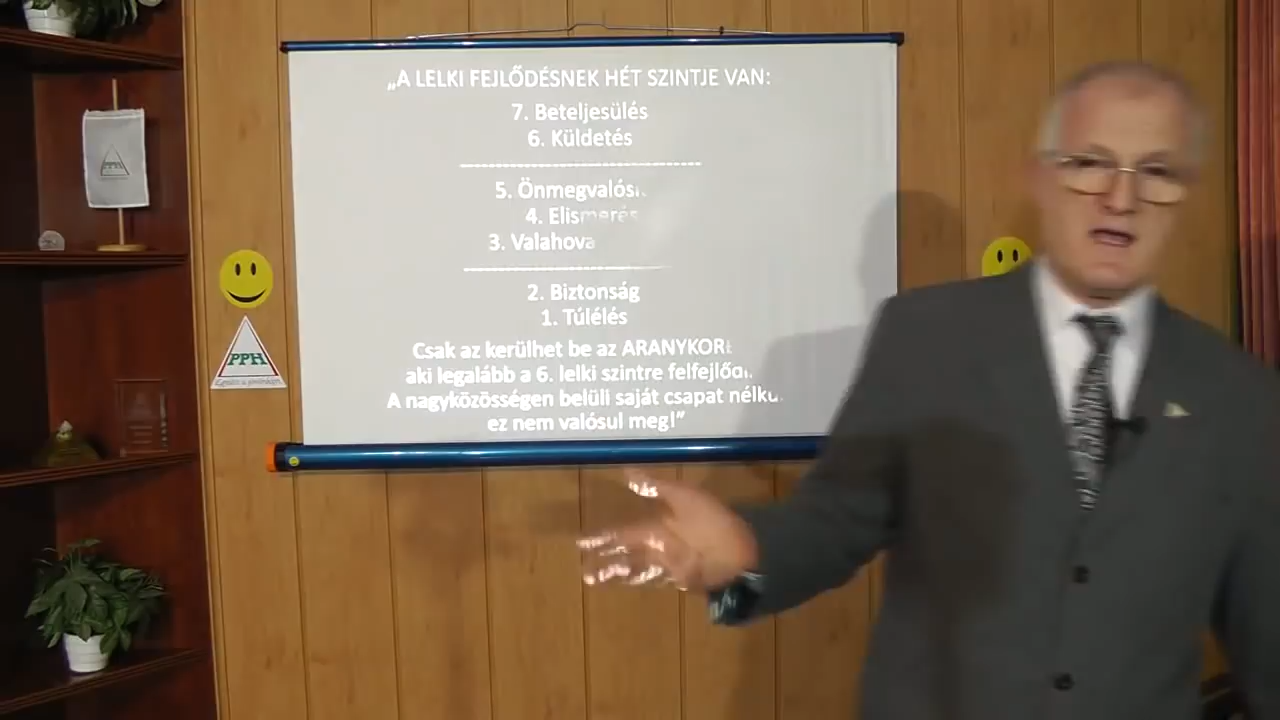 „A LELKI FEJLŐDÉSNEK HÉT SZINTJE VAN:
7. Beteljesülés
6. Küldetés
5. Önmegvalósí
4. Elismerés
3. Valahova
2. Biztonság
1. Túlélés
Csak az kerülhet be az ARANYKOR
aki legalább a 6. lelki szintre
A nagyközösségen belüli saját csapat
ez nem valósul meg!”
PPH
PPH